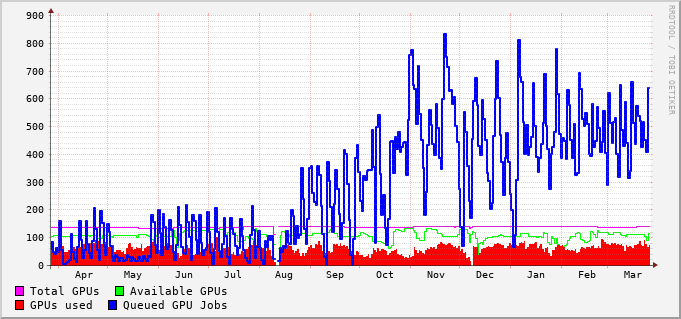 900
800
700
600
500
400
300
200
100
0
Apr May Jun Jul Aug Sep Oct Nov Dec Jan Feb Mar
Total GPUs Available GPUs
GPUs used Queued GPU Jobs
RRDTOOL / TOBI OETIKER